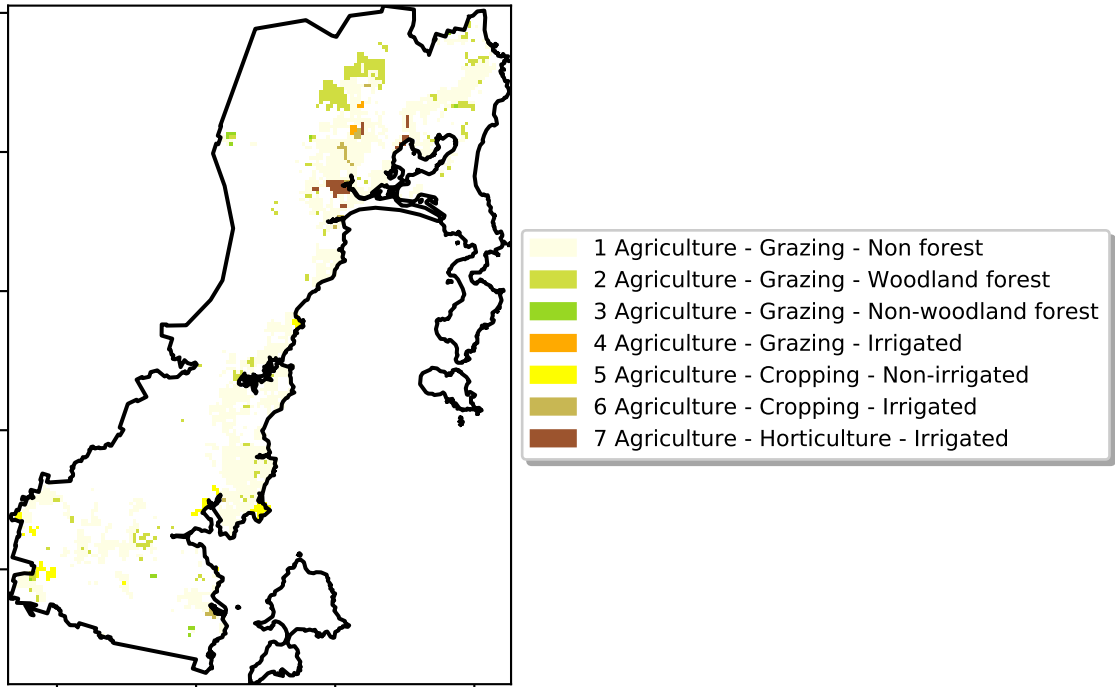 1 Agriculture - Grazing - Non forest
2 Agriculture - Grazing - Woodland forest
3 Agriculture - Grazing - Non-woodland forest
4 Agriculture - Grazing - Irrigated
5 Agriculture - Cropping - Non-irrigated
6 Agriculture - Cropping - Irrigated
7 Agriculture - Horticulture - Irrigated